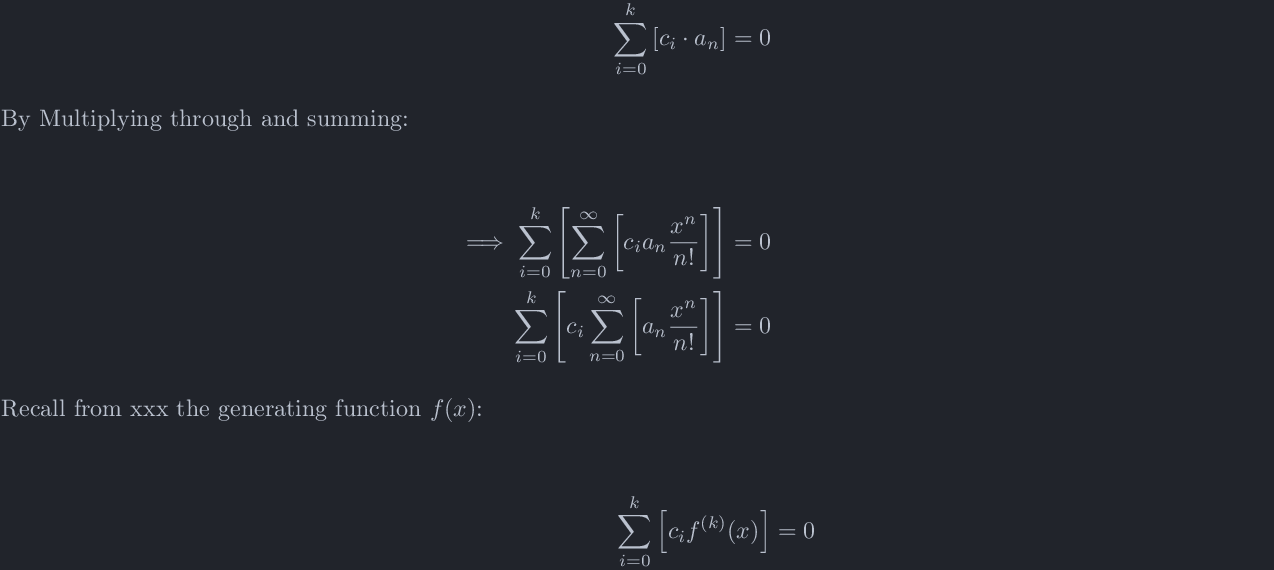 \sum_{i=0}^{k} [c_i \cdot a_n] = 0
By Multiplying through and summing:
\implies \sum_{i=0}^{k} \left[ \sum_{n=0}^{\infty} \left[ c_i a_n \frac{x^n}{n!} \right] \right] = 0
\sum_{i=0}^{k} \left[ c_i \sum_{n=0}^{\infty} \left[ a_n \frac{x^n}{n!} \right] \right] = 0
Recall from xxx the generating function f(x):
\sum_{i=0}^{k} \left[ c_i f^{(k)}(x) \right] = 0